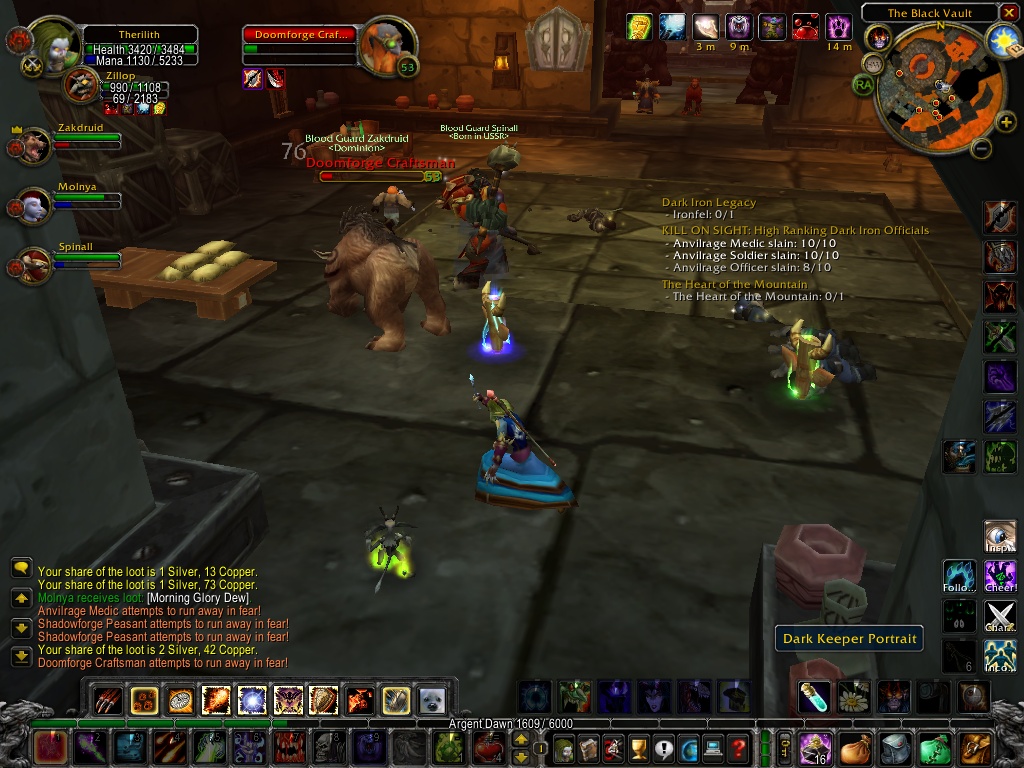 Therilith
Health 3420 / 3484
Mana 1130 / 5233
Zillop
990 / 1108
69 / 2183
Doomforge Craf...
53
3 m
9 m
14 m
The Black Vault
N
RA
Zakdruid
Molnya
Spinall
76
Blood Guard Zakdruid
<Dominion>
Blood Guard Spinall
<Born in USSR>
Doomforge Craftsman
53
Dark Iron Legacy
- Ironfel: 0/1
KILL ON SIGHT: High Ranking Dark Iron Officials
- Anvilrage Medic slain: 10/10
- Anvilrage Soldier slain: 10/10
- Anvilrage Officer slain: 8/10
The Heart of the Mountain
- The Heart of the Mountain: 0/1
Inspi
Follo...
Cheer!
Char...
6
Inco...
Your share of the loot is 1 Silver, 13 Copper.
Your share of the loot is 1 Silver, 73 Copper.
Molnya receives loot: [Morning Glory Dew]
Anvilrage Medic attempts to run away in fear!
Shadowforge Peasant attempts to run away in fear!
Shadowforge Peasant attempts to run away in fear!
Your share of the loot is 2 Silver, 42 Copper.
Doomforge Craftsman attempts to run away in fear!
Dark Keeper Portrait
Argent Dawn 1609 / 6000
1
16